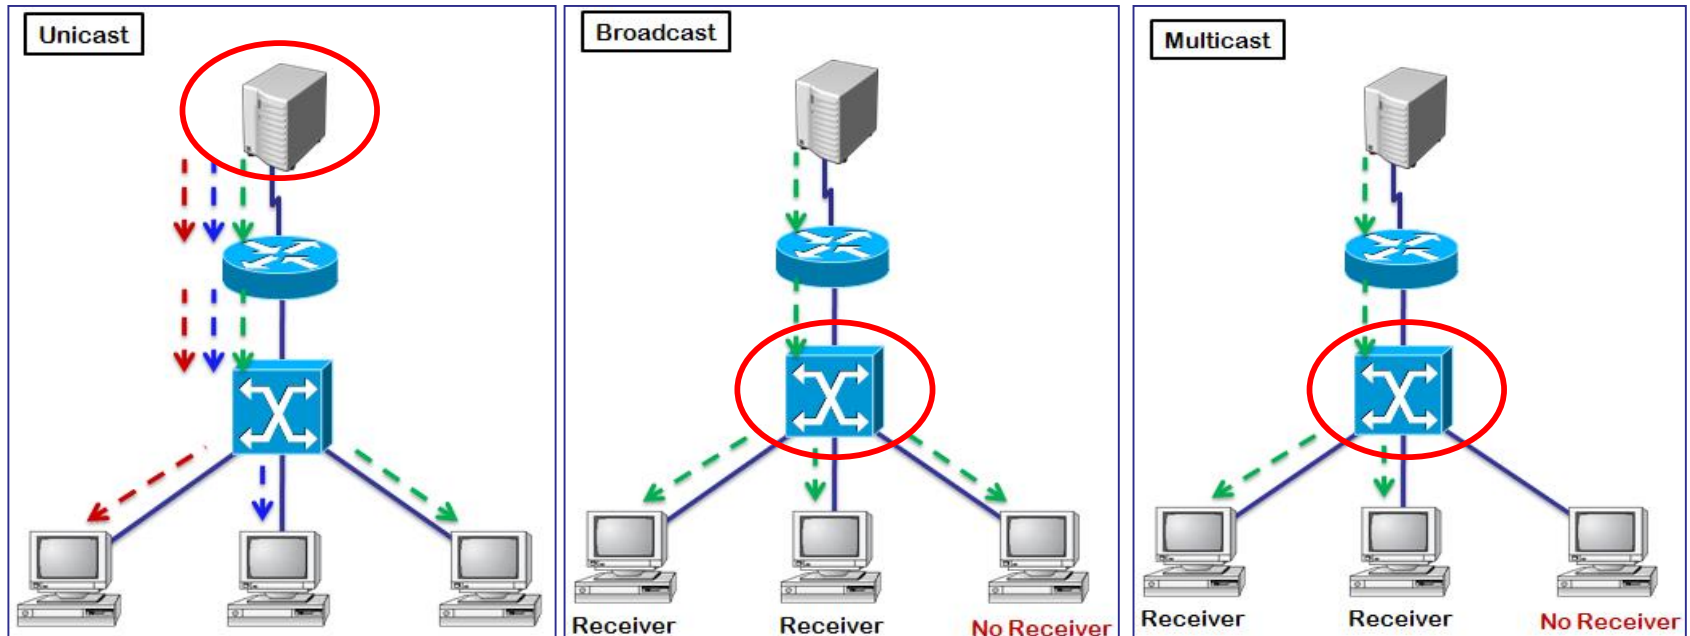 Unicast
Broadcast
Multicast
Receiver
Receiver
No Receiver
Receiver
Receiver
No Receiver